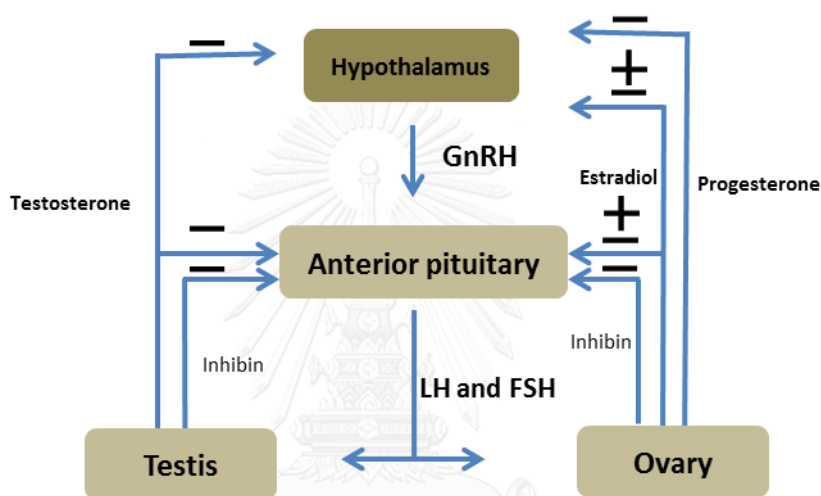 Hypothalamus
GnRH
Testosterone
Estradiol
Progesterone
Anterior pituitary
Inhibin
Inhibin
LH and FSH
Testis
Ovary